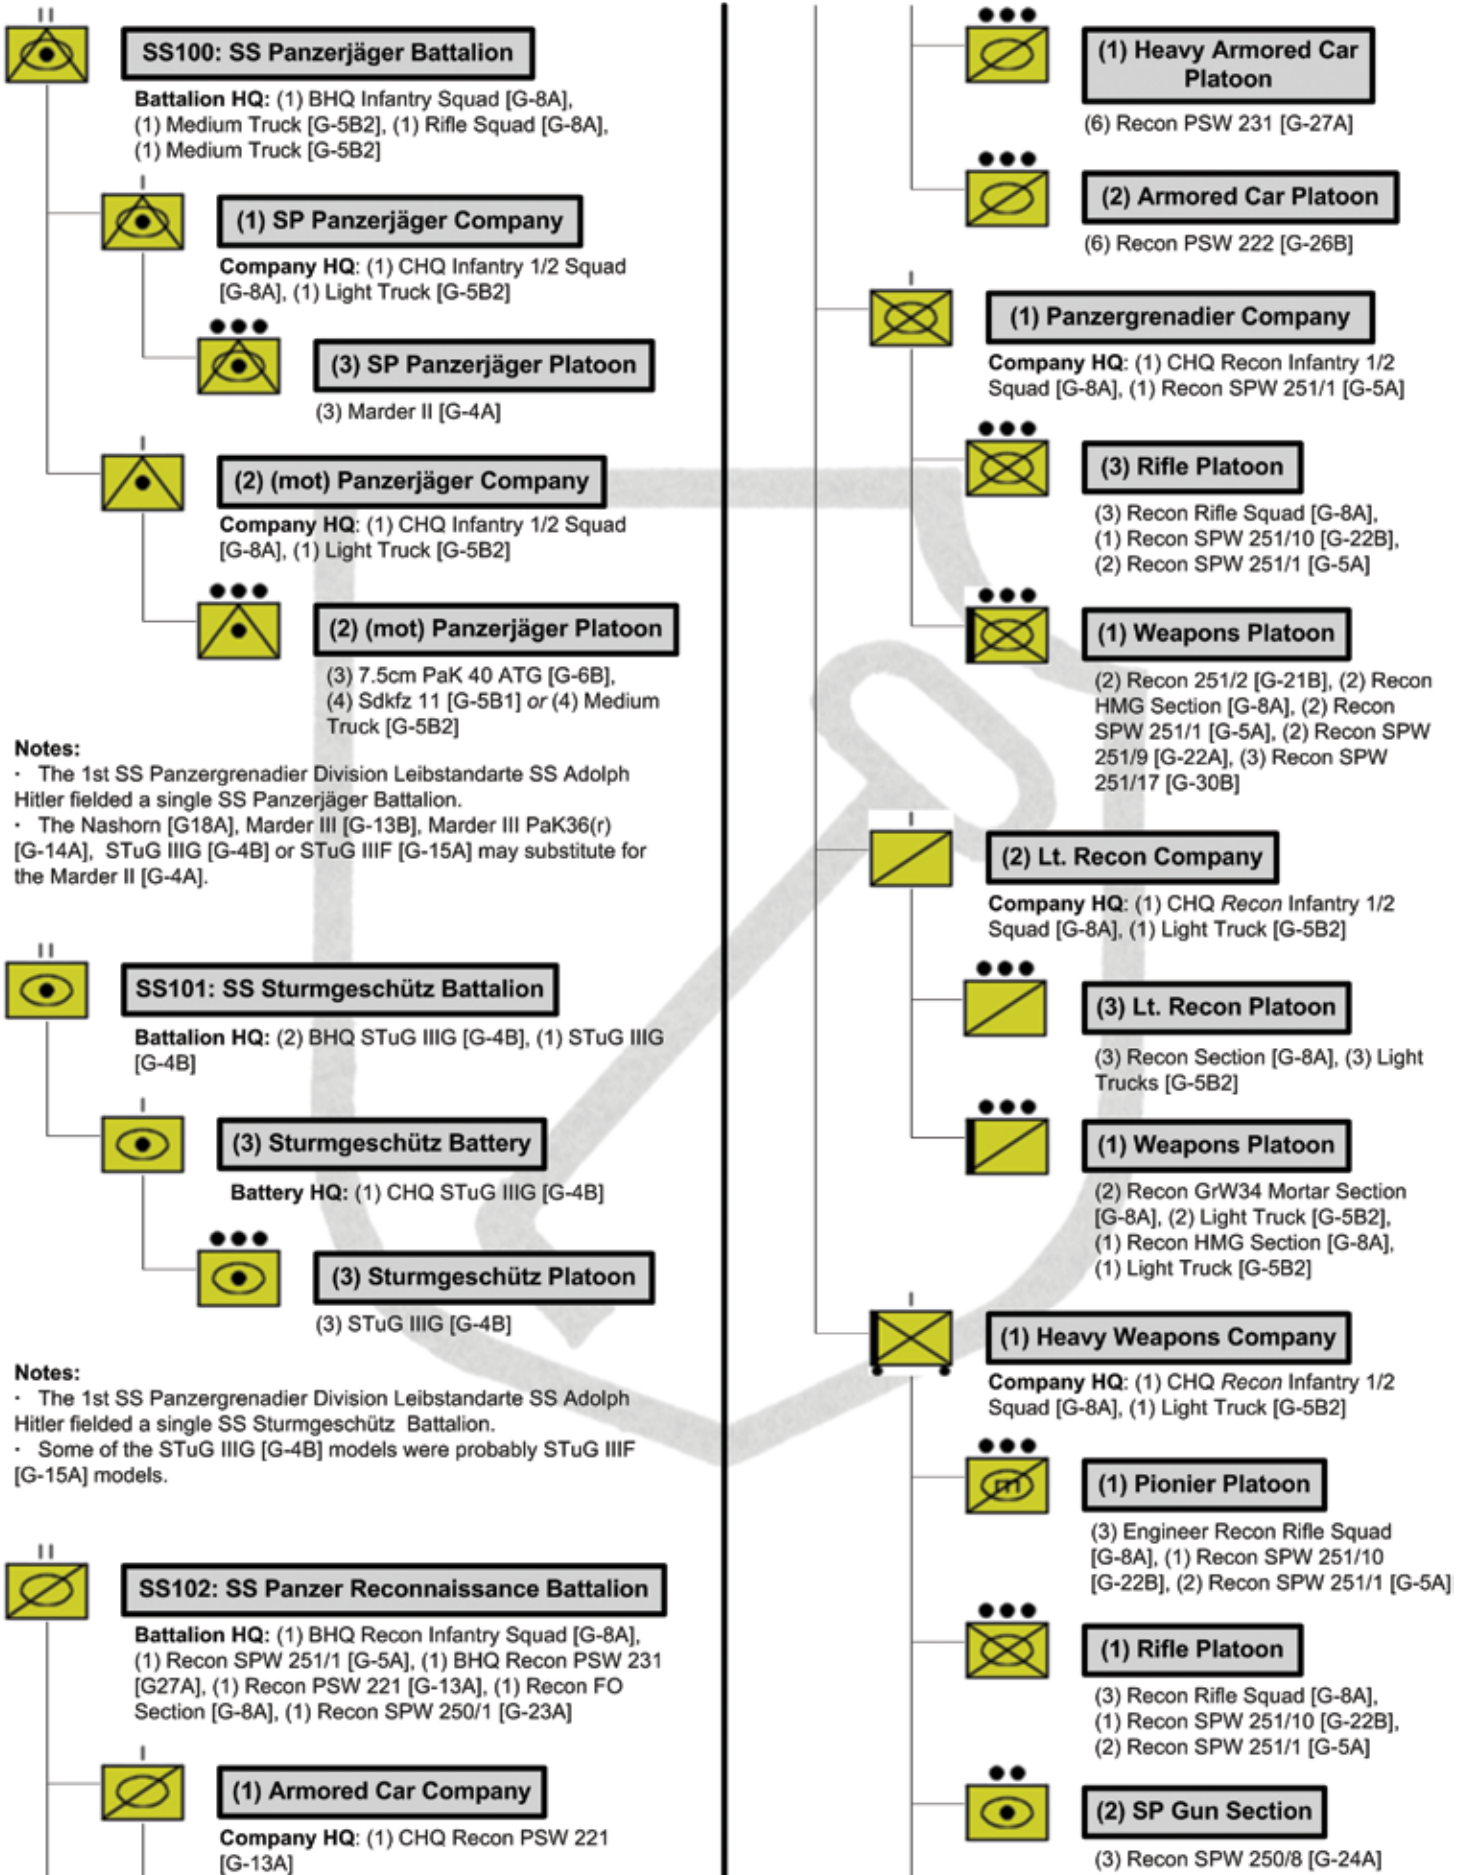 SS100: SS Panzerjäger Battalion
Battalion HQ: (1) BHQ Infantry Squad [G-8A],
(1) Medium Truck [G-5B2], (1) Rifle Squad [G-8A],
(1) Medium Truck [G-5B2]
(1) SP Panzerjäger Company
Company HQ: (1) CHQ Infantry 1/2 Squad
[G-8A], (1) Light Truck [G-5B2]
(3) SP Panzerjäger Platoon
(3) Marder II [G-4A]
(2) (mot) Panzerjäger Company
Company HQ: (1) CHQ Infantry 1/2 Squad
[G-8A], (1) Light Truck [G-5B2]
(2) (mot) Panzerjäger Platoon
(3) 7.5cm PaK 40 ATG [G-6B],
(4) Sdkfz 11 [G-5B1] or (4) Medium
Truck [G-5B2]
Notes:
· The 1st SS Panzergrenadier Division Leibstandarte SS Adolph
Hitler fielded a single SS Panzerjäger Battalion.
· The Nashorn [G18A], Marder III [G-13B], Marder III PaK36(r)
[G-14A], STuG IIIG [G-4B] or STuG IIIF [G-15A] may substitute for
the Marder II [G-4A].
SS101: SS Sturmgeschütz Battalion
Battalion HQ: (2) BHQ STuG IIIG [G-4B], (1) STuG IIIG
[G-4B]
(3) Sturmgeschütz Battery
Battery HQ: (1) CHQ STuG IIIG [G-4B]
(3) Sturmgeschütz Platoon
(3) STuG IIIG [G-4B]
Notes:
· The 1st SS Panzergrenadier Division Leibstandarte SS Adolph
Hitler fielded a single SS Sturmgeschütz Battalion.
· Some of the STuG IIIG [G-4B] models were probably STuG IIIF
[G-15A] models.
SS102: SS Panzer Reconnaissance Battalion
Battalion HQ: (1) BHQ Recon Infantry Squad [G-8A],
(1) Recon SPW 251/1 [G-5A], (1) BHQ Recon PSW 231
[G27A], (1) Recon PSW 221 [G-13A], (1) Recon FO
Section [G-8A], (1) Recon SPW 250/1 [G-23A]
(1) Armored Car Company
Company HQ: (1) CHQ Recon PSW 221
[G-13A]
(1) Heavy Armored Car
Platoon
(6) Recon PSW 231 [G-27A]
(2) Armored Car Platoon
(6) Recon PSW 222 [G-26B]
(1) Panzergrenadier Company
Company HQ: (1) CHQ Recon Infantry 1/2
Squad [G-8A], (1) Recon SPW 251/1 [G-5A]
(3) Rifle Platoon
(3) Recon Rifle Squad [G-8A],
(1) Recon SPW 251/10 [G-22B],
(2) Recon SPW 251/1 [G-5A]
(1) Weapons Platoon
(2) Recon 251/2 [G-21B], (2) Recon
HMG Section [G-8A], (2) Recon
SPW 251/1 [G-5A], (2) Recon SPW
251/9 [G-22A], (3) Recon SPW
251/17 [G-30B]
(2) Lt. Recon Company
Company HQ: (1) CHQ Recon Infantry 1/2
Squad [G-8A], (1) Light Truck [G-5B2]
(3) Lt. Recon Platoon
(3) Recon Section [G-8A], (3) Light
Trucks [G-5B2]
(1) Weapons Platoon
(2) Recon GrW34 Mortar Section
[G-8A], (2) Light Truck [G-5B2],
(1) Recon HMG Section [G-8A],
(1) Light Truck [G-5B2]
(1) Heavy Weapons Company
Company HQ: (1) CHQ Recon Infantry 1/2
Squad [G-8A], (1) Light Truck [G-5B2]
(1) Pionier Platoon
(3) Engineer Recon Rifle Squad
[G-8A], (1) Recon SPW 251/10
[G-22B], (2) Recon SPW 251/1 [G-5A]
(1) Rifle Platoon
(3) Recon Rifle Squad [G-8A],
(1) Recon SPW 251/10 [G-22B],
(2) Recon SPW 251/1 [G-5A]
(2) SP Gun Section
(3) Recon SPW 250/8 [G-24A]